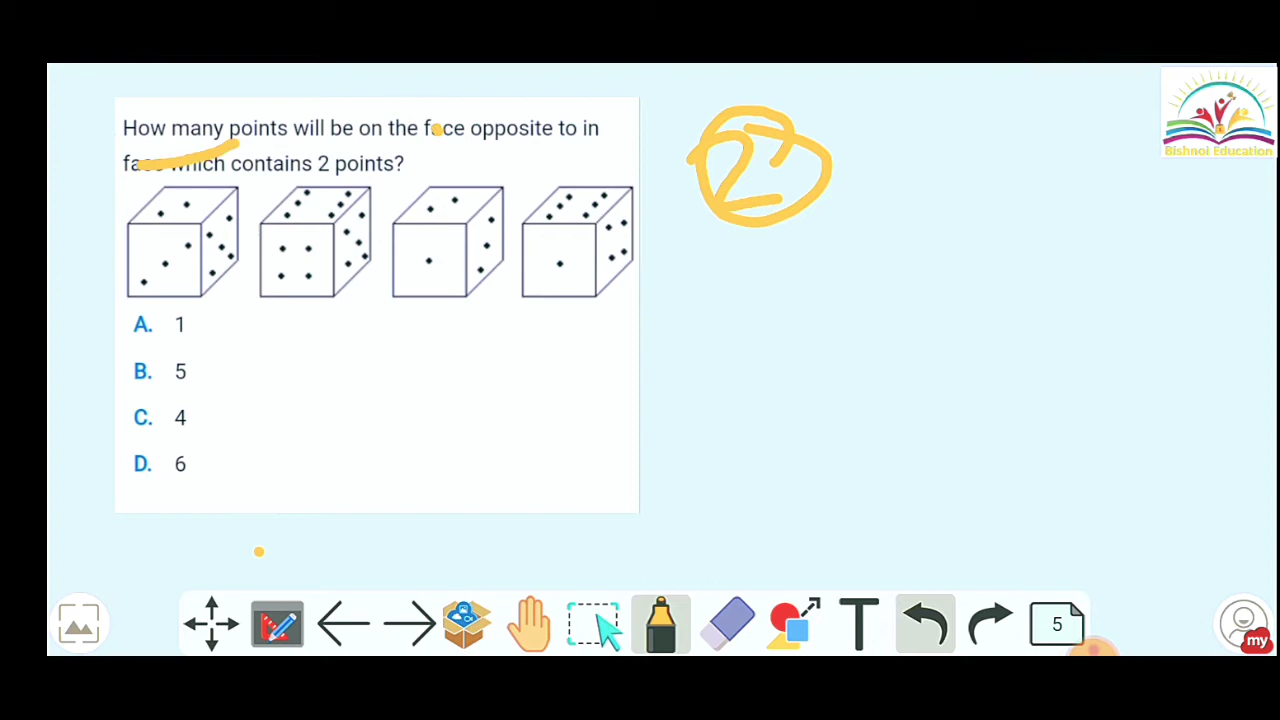 How many points will be on the face opposite to in
face which contains 2 points?
2
A. 1
B. 5
C. 4
D. 6
Bishnoi Education
T
5
my